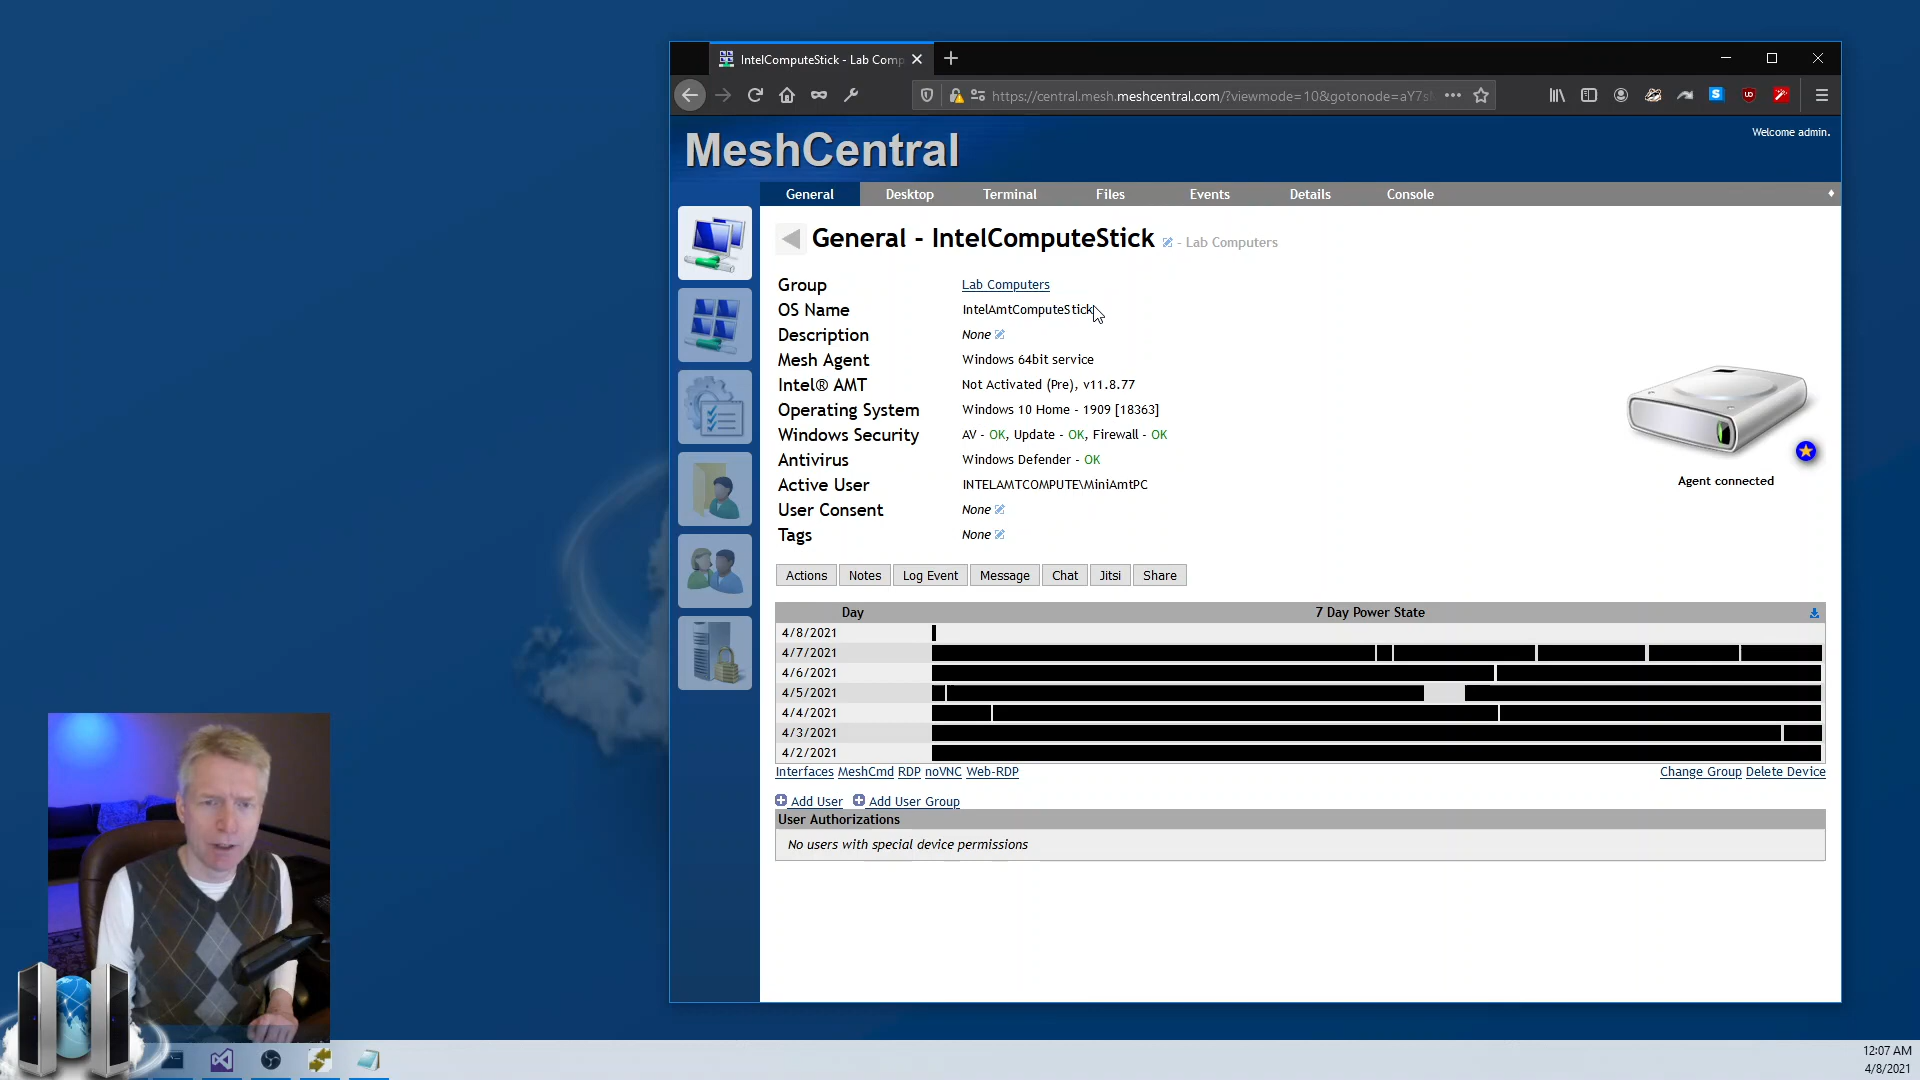 IntelComputeStick - Lab Comp
https://central.mesh.meshcentral.com/?viewmode=10&gotonode=aY7s
MeshCentral
Welcome admin.
General Desktop Terminal Files Events Details Console
General - IntelComputeStick - Lab Computers
Group Lab Computers
OS Name IntelAmtComputeStick
Description None
Mesh Agent Windows 64bit service
Intel® AMT Not Activated (Pre), v11.8.77
Operating System Windows 10 Home - 1909 [18363]
Windows Security AV - OK, Update - OK, Firewall - OK
Antivirus Windows Defender - OK
Active User INTELAMTCOMPUTE\MiniAmtPC
User Consent None
Tags None
Agent connected
Actions Notes Log Event Message Chat Jitsi Share
Day 7 Day Power State
4/8/2021
4/7/2021
4/6/2021
4/5/2021
4/4/2021
4/3/2021
4/2/2021
Interfaces MeshCmd RDP noVNC Web-RDP Change Group Delete Device
Add User Add User Group
User Authorizations
No users with special device permissions
12:07 AM
4/8/2021